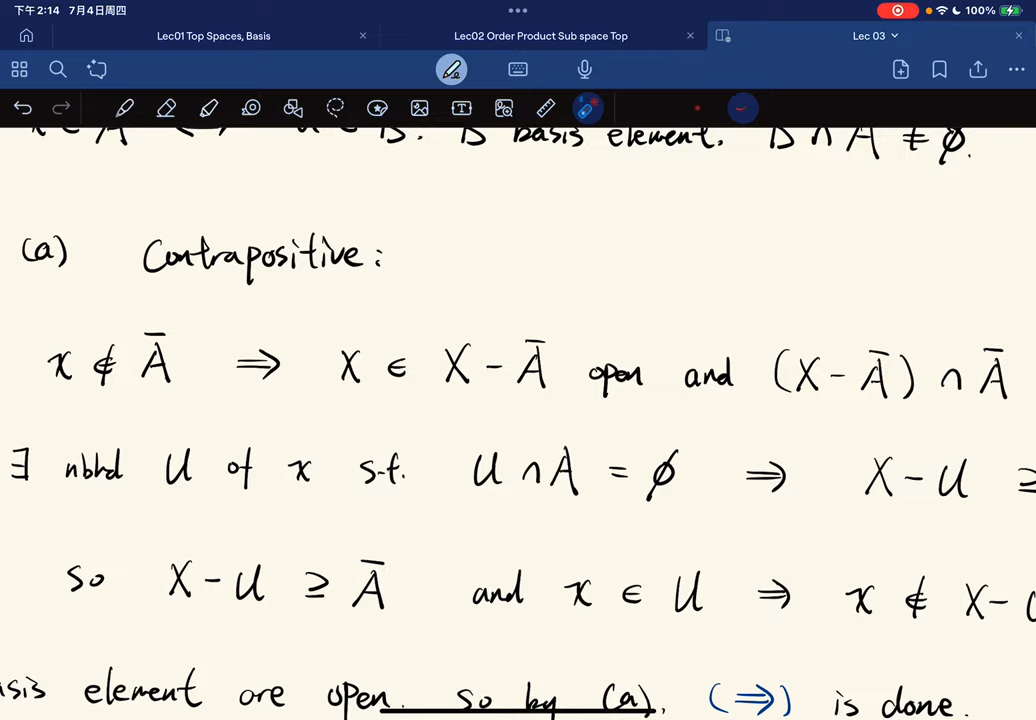 下午2:14 7月4日周四
100%
Lec01 Top Spaces, Basis
Lec02 Order Product Sub space Top
Lec 03
basis element. B ∩ A ≠ ∅.
(a) Contrapositive:
x ∉ Ā ⟹ X ∈ X - Ā open and (X - Ā) ∩ Ā
∃ nbhd U of x s.t. U ∩ A = ∅ ⟹ X - U ≥
so X - U ≥ Ā and x ∈ U ⟹ x ∉ X - U
asis element are open. so by (a). (⟹) is done.